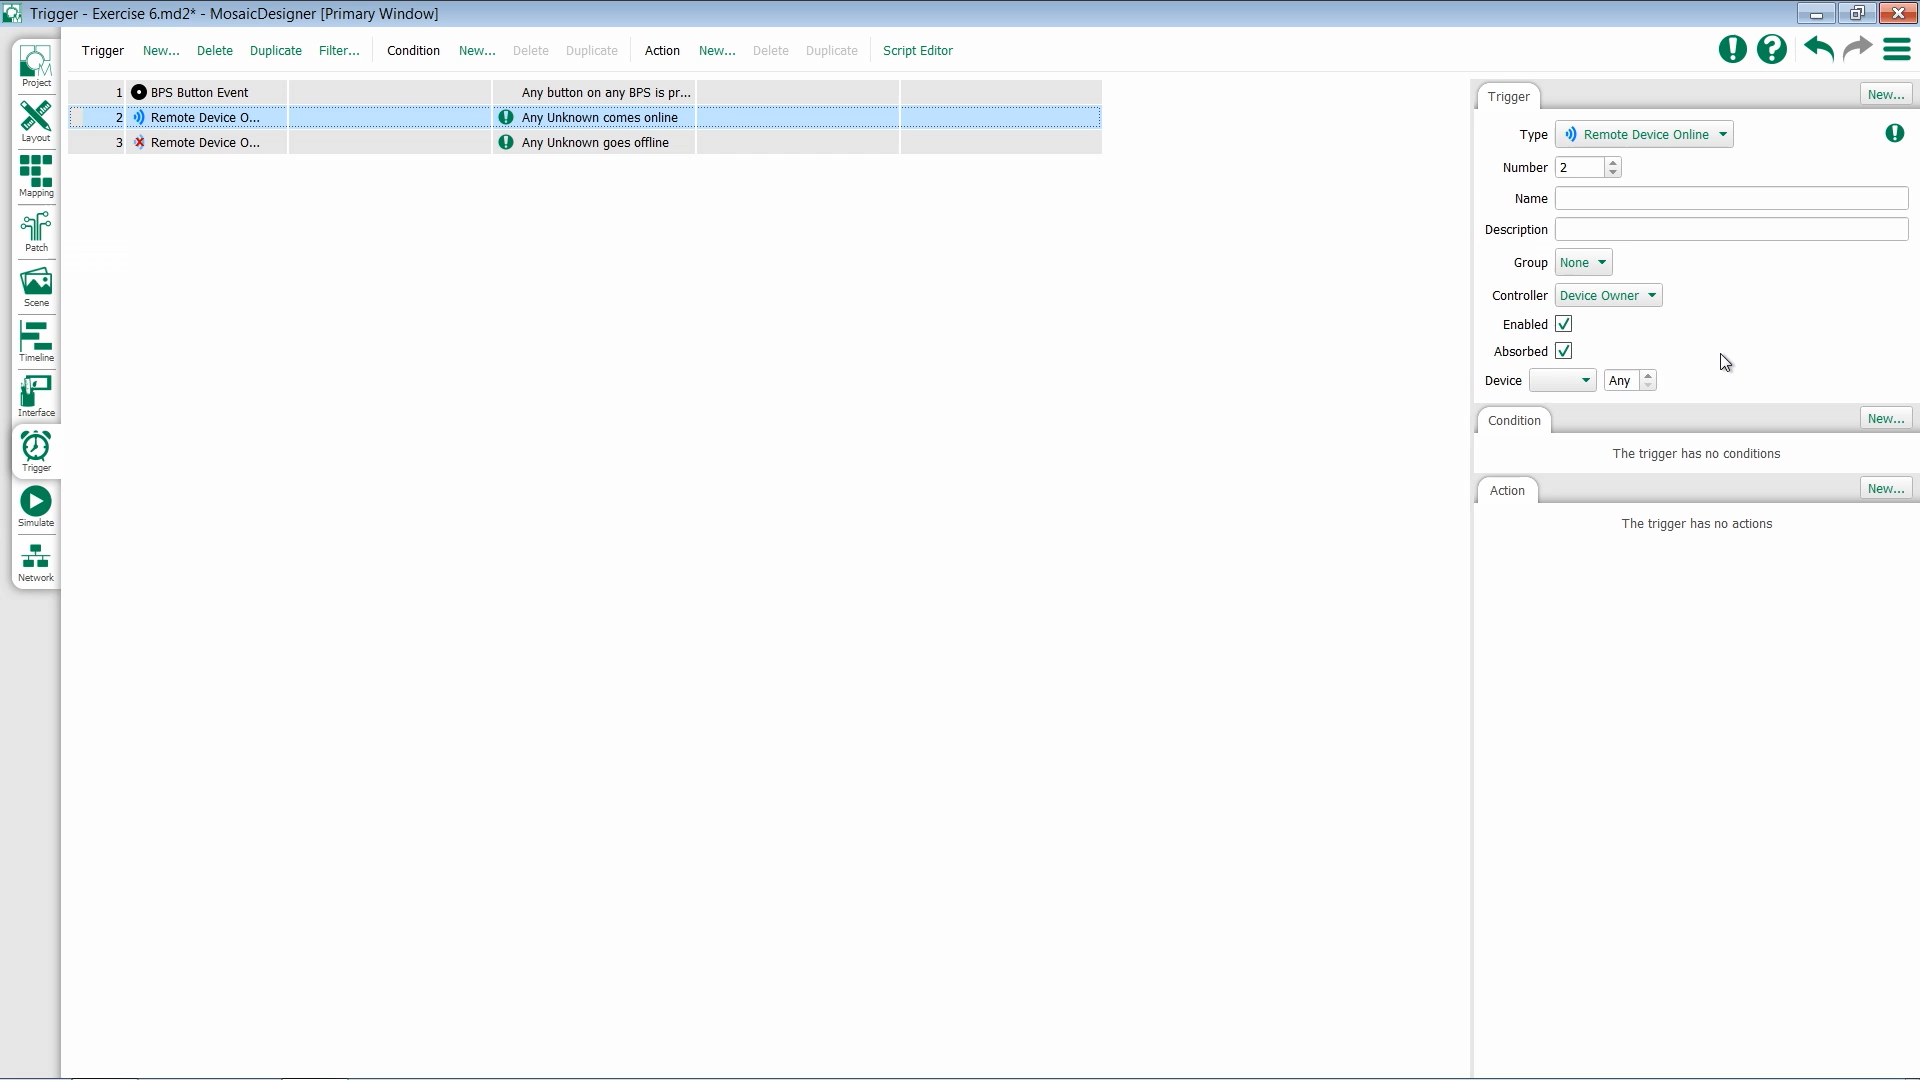 Trigger - Exercise 6.md2* - MosaicDesigner [Primary Window]
Trigger New... Delete Duplicate Filter... Condition New... Delete Duplicate Action New... Delete Duplicate Script Editor
Project
Layout
Mapping
Patch
Scene
Timeline
Interface
Trigger
Simulate
Network
1 BPS Button Event Any button on any BPS is pr...
2 Remote Device O... Any Unknown comes online
3 Remote Device O... Any Unknown goes offline
Trigger New...
Type Remote Device Online
Number 2
Name
Description
Group None
Controller Device Owner
Enabled
Absorbed
Device Any
Condition New...
The trigger has no conditions
Action New...
The trigger has no actions